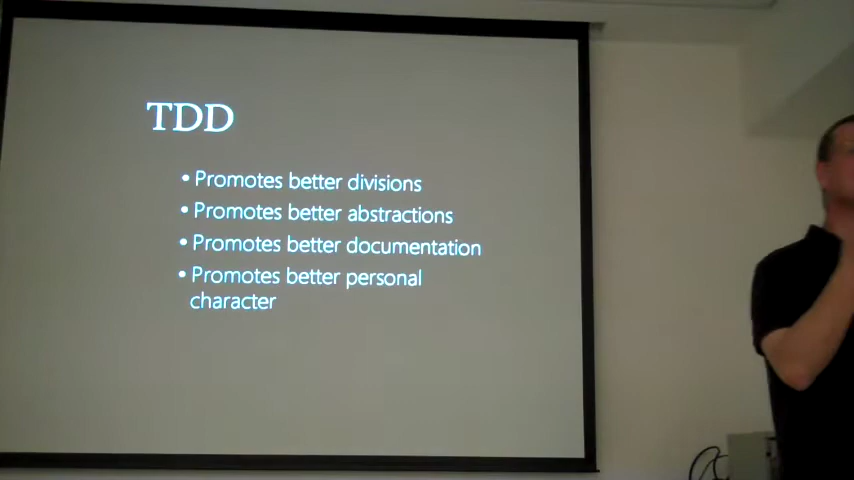 TDD
• Promotes better divisions
• Promotes better abstractions
• Promotes better documentation
• Promotes better personal
character